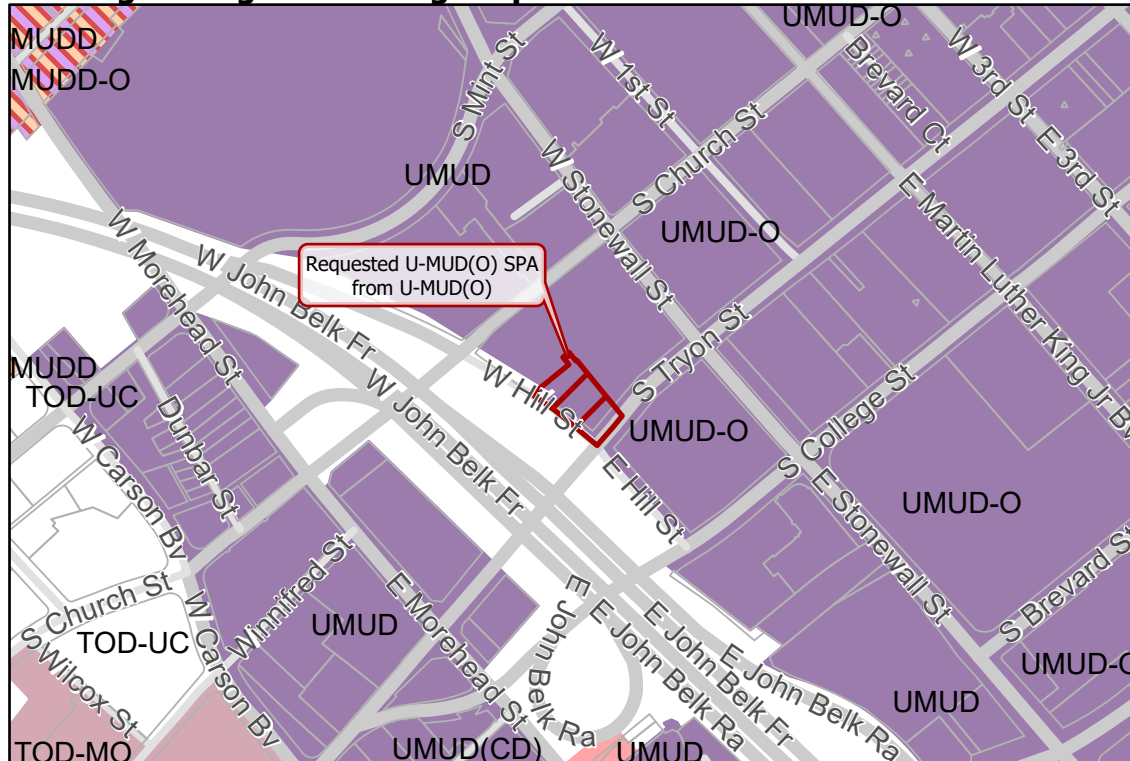 UMUD-O
MUDD
MUDD-O
S Mint St
W 1st St
Brevard Ct
W 3rd St
E 3rd St
S Church St
UMUD
W Stonewall St
UMUD-O
E Martin Luther King Jr Bv
W Morehead St
W John Belk Fr
Requested U-MUD(O) SPA
from U-MUD(O)
S Tryon St
MUDD
TOD-UC
W Hill St
W John Belk Fr
UMUD-O
S College St
Dunbar St
W Carson Bv
E Hill St
E Stonewall St
UMUD-O
S Church St
Winnifred St
E Morehead St
UMUD
TOD-UC
W Carson Bv
S Wilcox St
E John Belk Ra
E John Belk Ra
E John Belk Fr
E John Belk Fr
E John Belk Ra
S Brevard St
UMUD-O
UMUD
TOD-MO
UMUD(CD)
UMUD